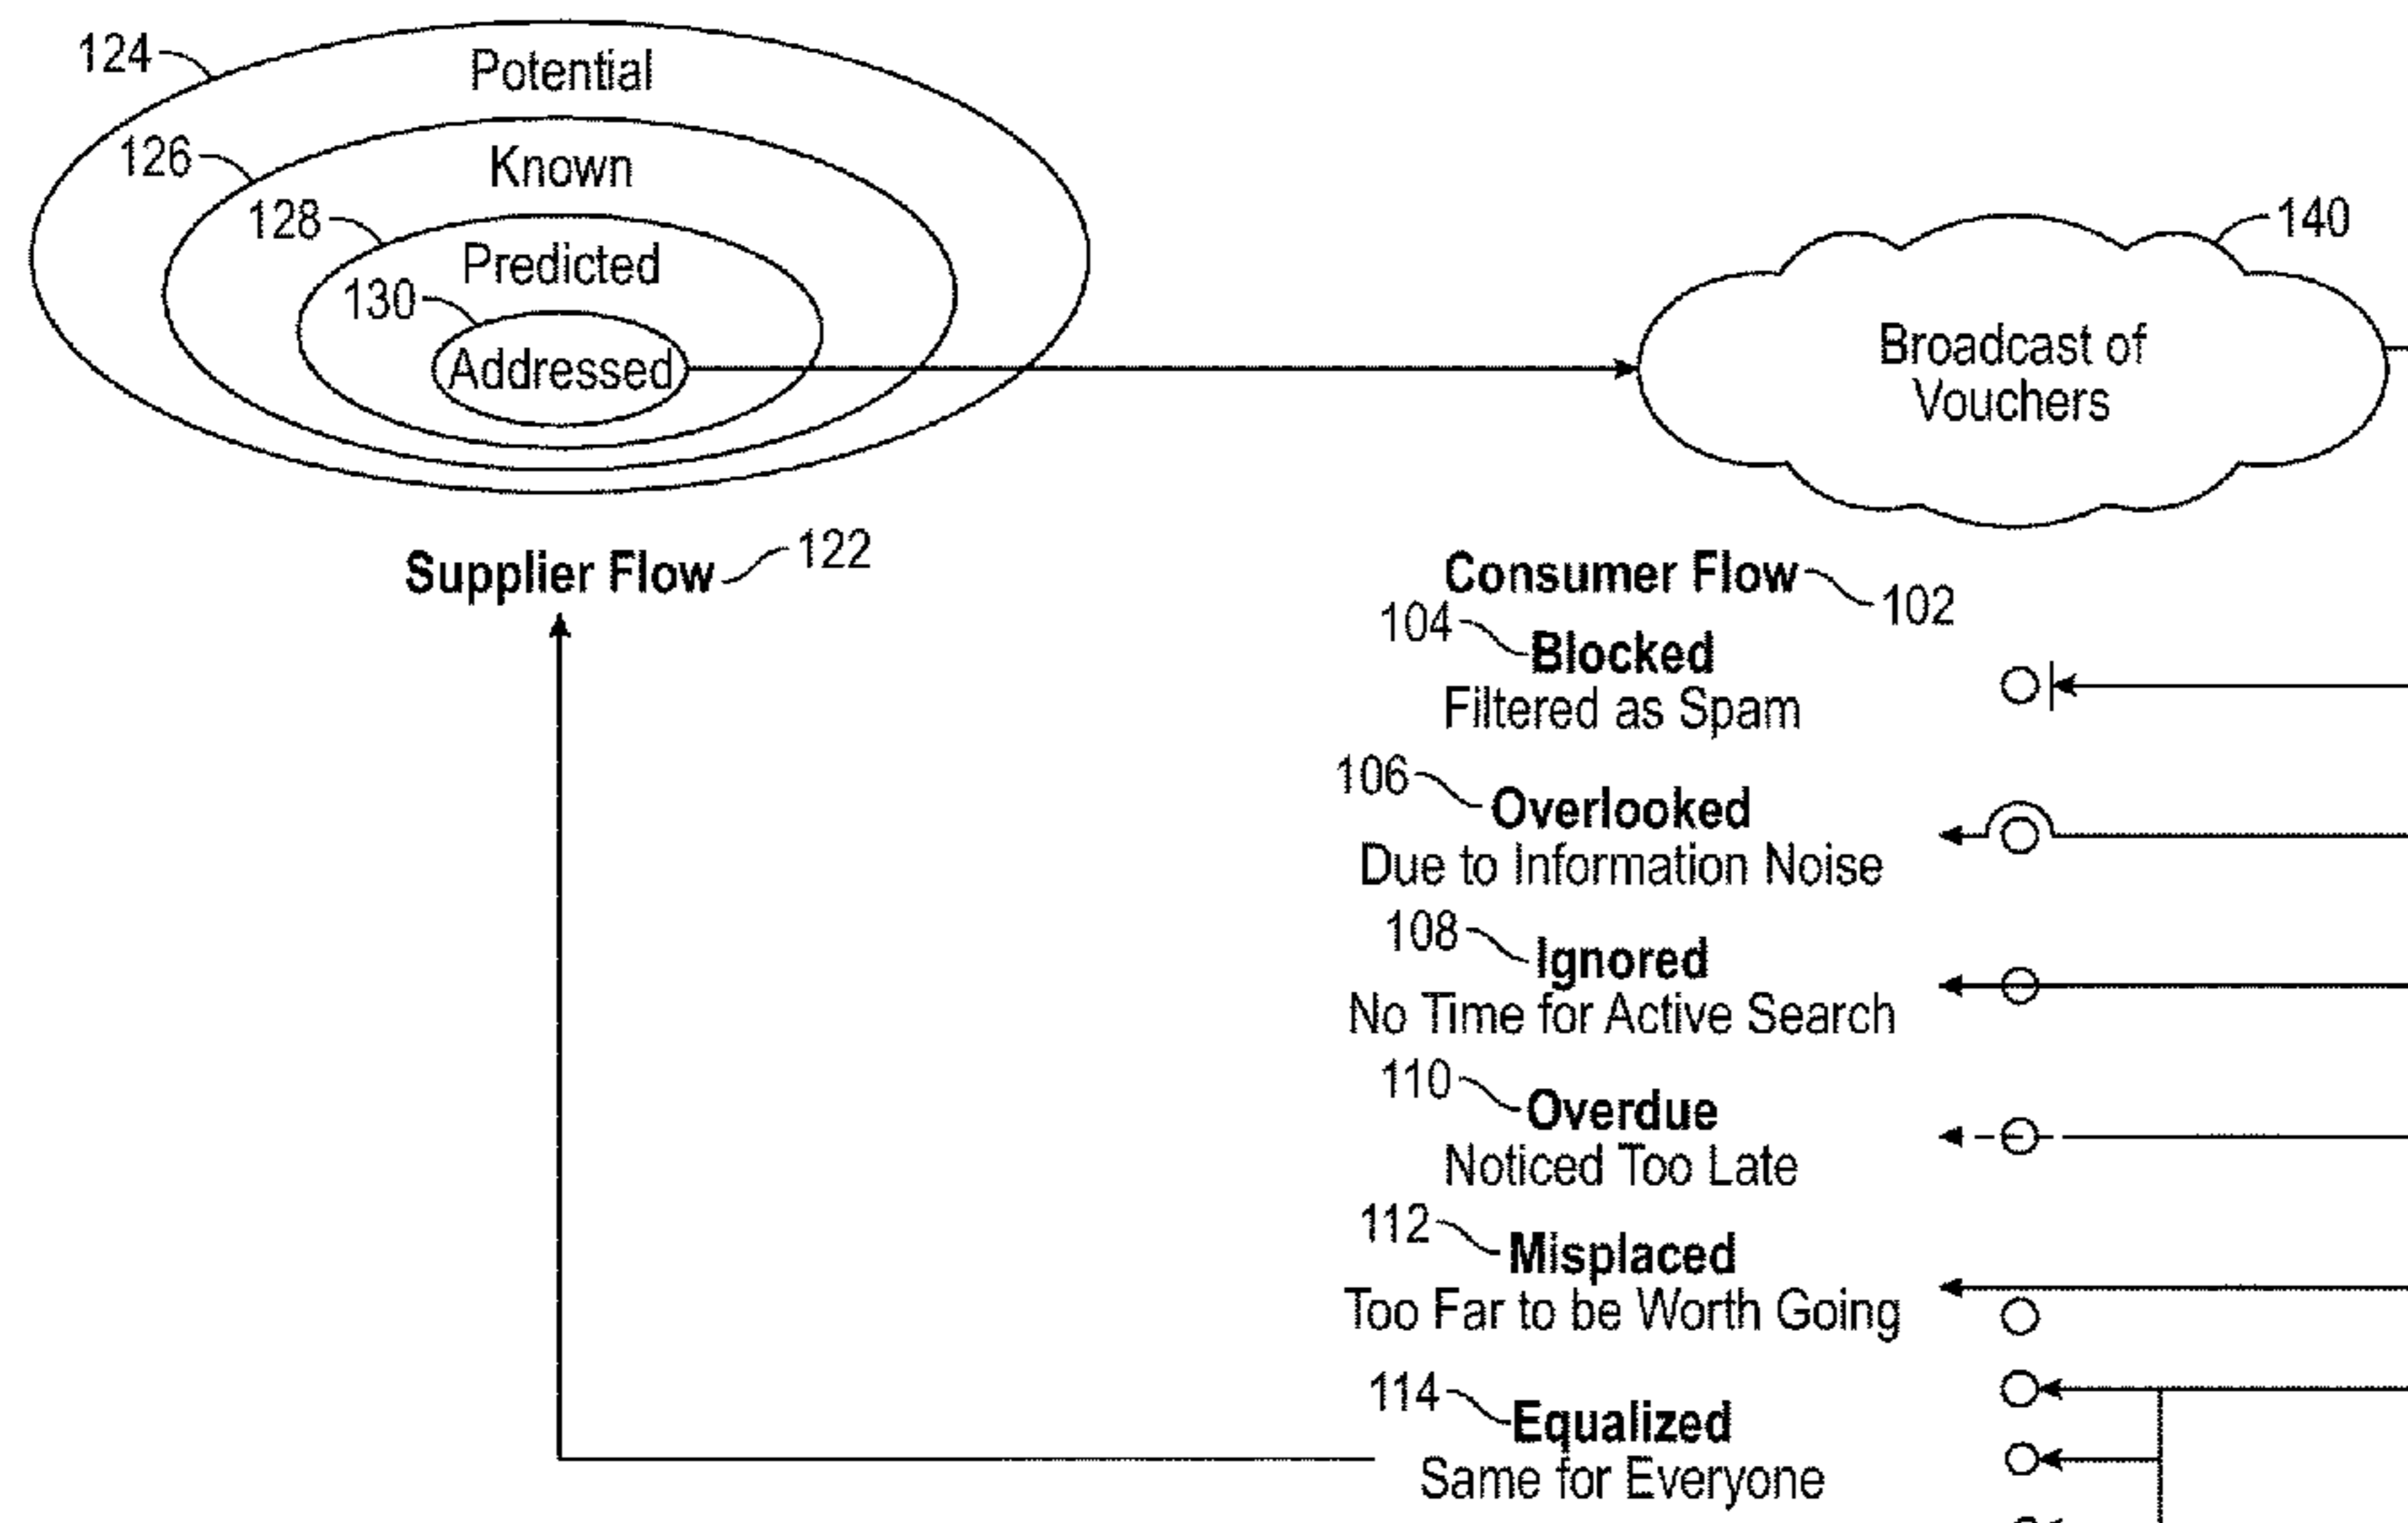 124
Potential
126
Known
128
Predicted
130
Addressed
140
Broadcast of
Vouchers
Supplier Flow
122
Consumer Flow
102
104
Blocked
Filtered as Spam
106
Overlooked
Due to Information Noise
108
Ignored
No Time for Active Search
110
Overdue
Noticed Too Late
112
Misplaced
Too Far to be Worth Going
114
Equalized
Same for Everyone